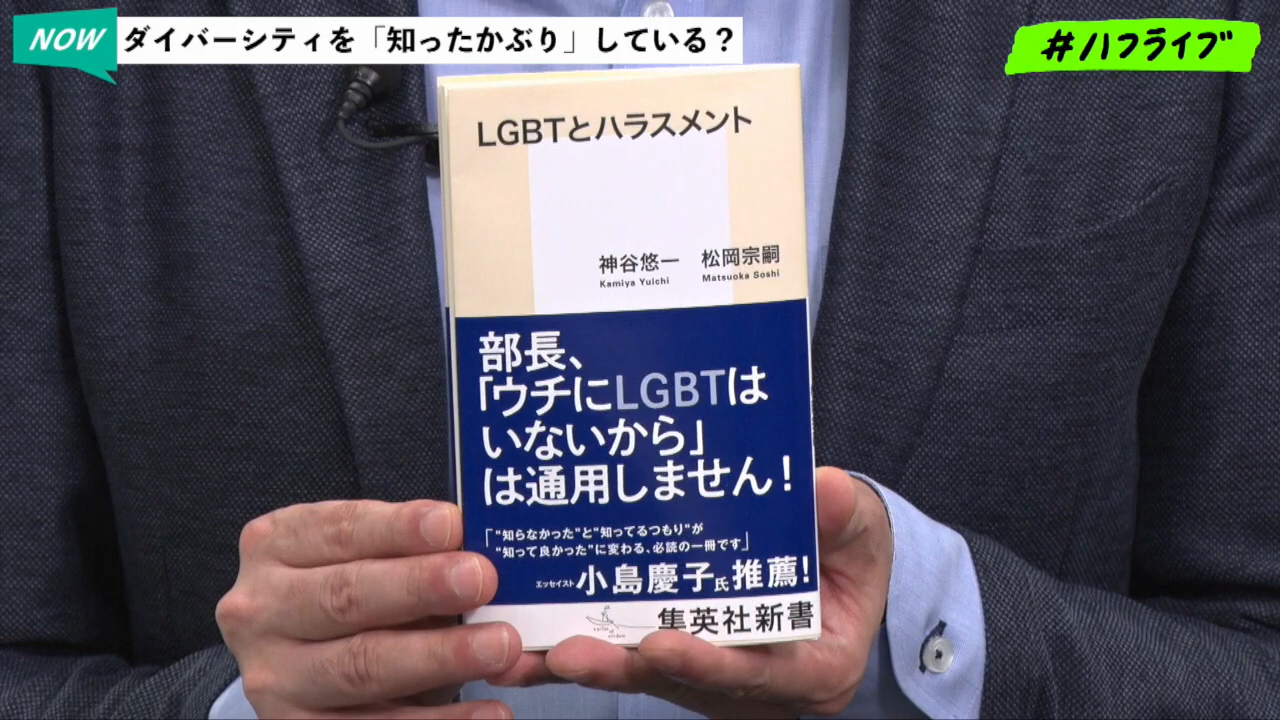 NOW
ダイバーシティを「知ったかぶり」している？
#ハフライブ
LGBTとハラスメント
神谷悠一 松岡宗嗣
Kamiya Yuichi Matsuoka Soshi
部長、
「ウチにLGBTは
いないから」
は通用しません！
「“知らなかった”と“知ってるつもり”が
“知って良かった”に変わる、必読の一冊です」
エッセイスト 小島慶子氏推薦！
a pilot of
wisdom
集英社新書